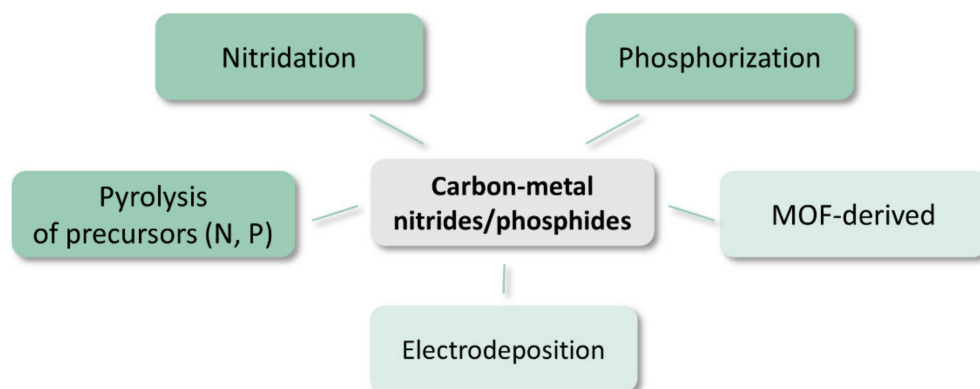 Nitridation
Phosphorization
Carbon-metal
nitrides/phosphides
Pyrolysis
of precursors (N, P)
MOF-derived
Electrodeposition